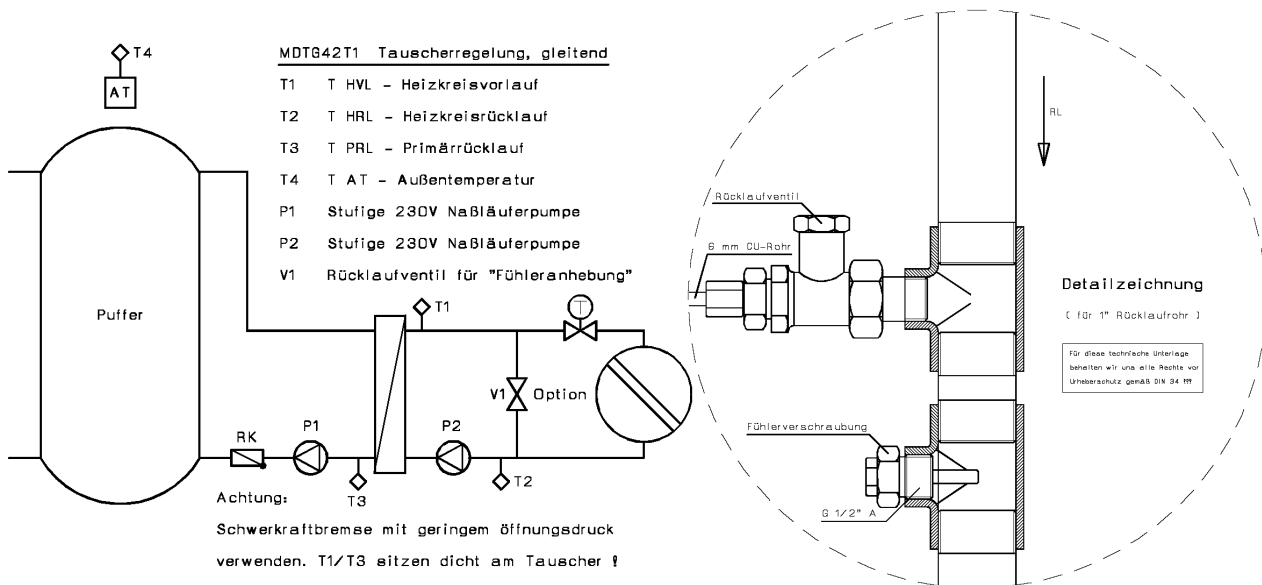 T4
AT
MDTG42T1 Tauscherregelung, gleitend
T1 T HVL - Heizkreisvorlauf
T2 T HRL - Heizkreisrücklauf
T3 T PRL - Primärrücklauf
T4 T AT - Außentemperatur
P1 Stufige 230V Naßläuferpumpe
P2 Stufige 230V Naßläuferpumpe
V1 Rücklaufventil für "Fühleranhebung"
Puffer
T1
T
V1 Option
RK
P1
P2
T3
T2
Achtung:
Schwerkraftbremse mit geringem öffnungsdruck
verwenden. T1/T3 sitzen dicht am Tauscher !
RL
Rücklaufventil
6 mm CU-Rohr
Detailzeichnung
( für 1" Rücklaufrohr )
Für diese technische Unterlage
behalten wir uns alle Rechte vor
Urheberschutz gemäß DIN 34 !!!
Fühlerverschraubung
G 1/2" A